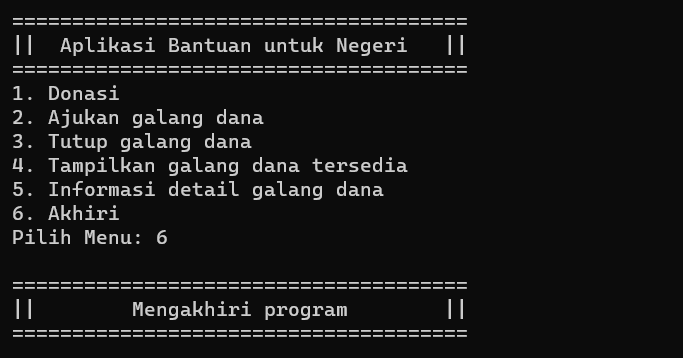 ======================================
||  Aplikasi Bantuan untuk Negeri   ||
======================================
1. Donasi
2. Ajukan galang dana
3. Tutup galang dana
4. Tampilkan galang dana tersedia
5. Informasi detail galang dana
6. Akhiri
Pilih Menu: 6
======================================
||        Mengakhiri program        ||
======================================